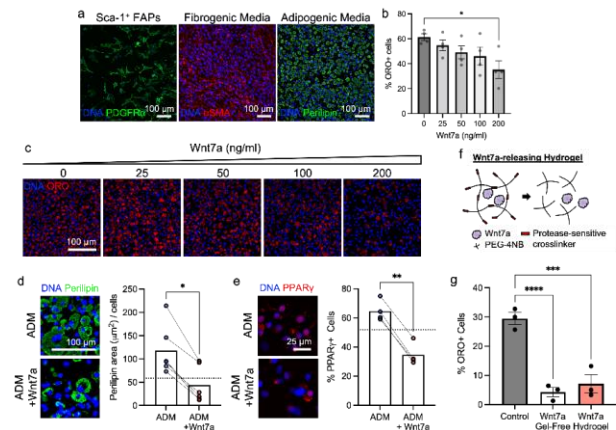 a
Sca-1⁺ FAPs
Fibrogenic Media
Adipogenic Media
DNA PDGFRα
100 µm
DNA αSMA
100 µm
DNA Perilipin
100 µm
b
% ORO+ cells
80
60
40
20
0
*
0 25 50 100 200
Wnt7a (ng/ml)
c
Wnt7a (ng/ml)
0 25 50 100 200
DNA ORO
100 µm
f
Wnt7a-releasing Hydrogel
Wnt7a
PEG-4NB
Protease-sensitive
crosslinker
d
DNA Perilipin
ADM
100 µm
ADM
+Wnt7a
Perilipin area (µm²) / cells
250
200
150
100
50
0
*
ADM ADM
+Wnt7a
e
DNA PPARγ
ADM
25 µm
ADM
+Wnt7a
% PPARγ+ Cells
80
60
40
20
0
**
ADM ADM
+ Wnt7a
g
% ORO+ Cells
40
30
20
10
0
***
****
Control Wnt7a Wnt7a
Gel-Free Hydrogel